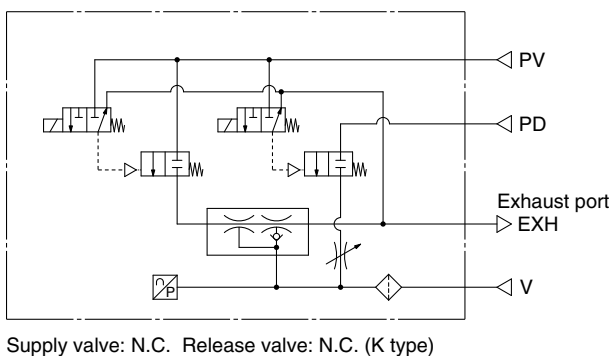 PV
PD
Exhaust port
EXH
V
P
Supply valve: N.C. Release valve: N.C. (K type)